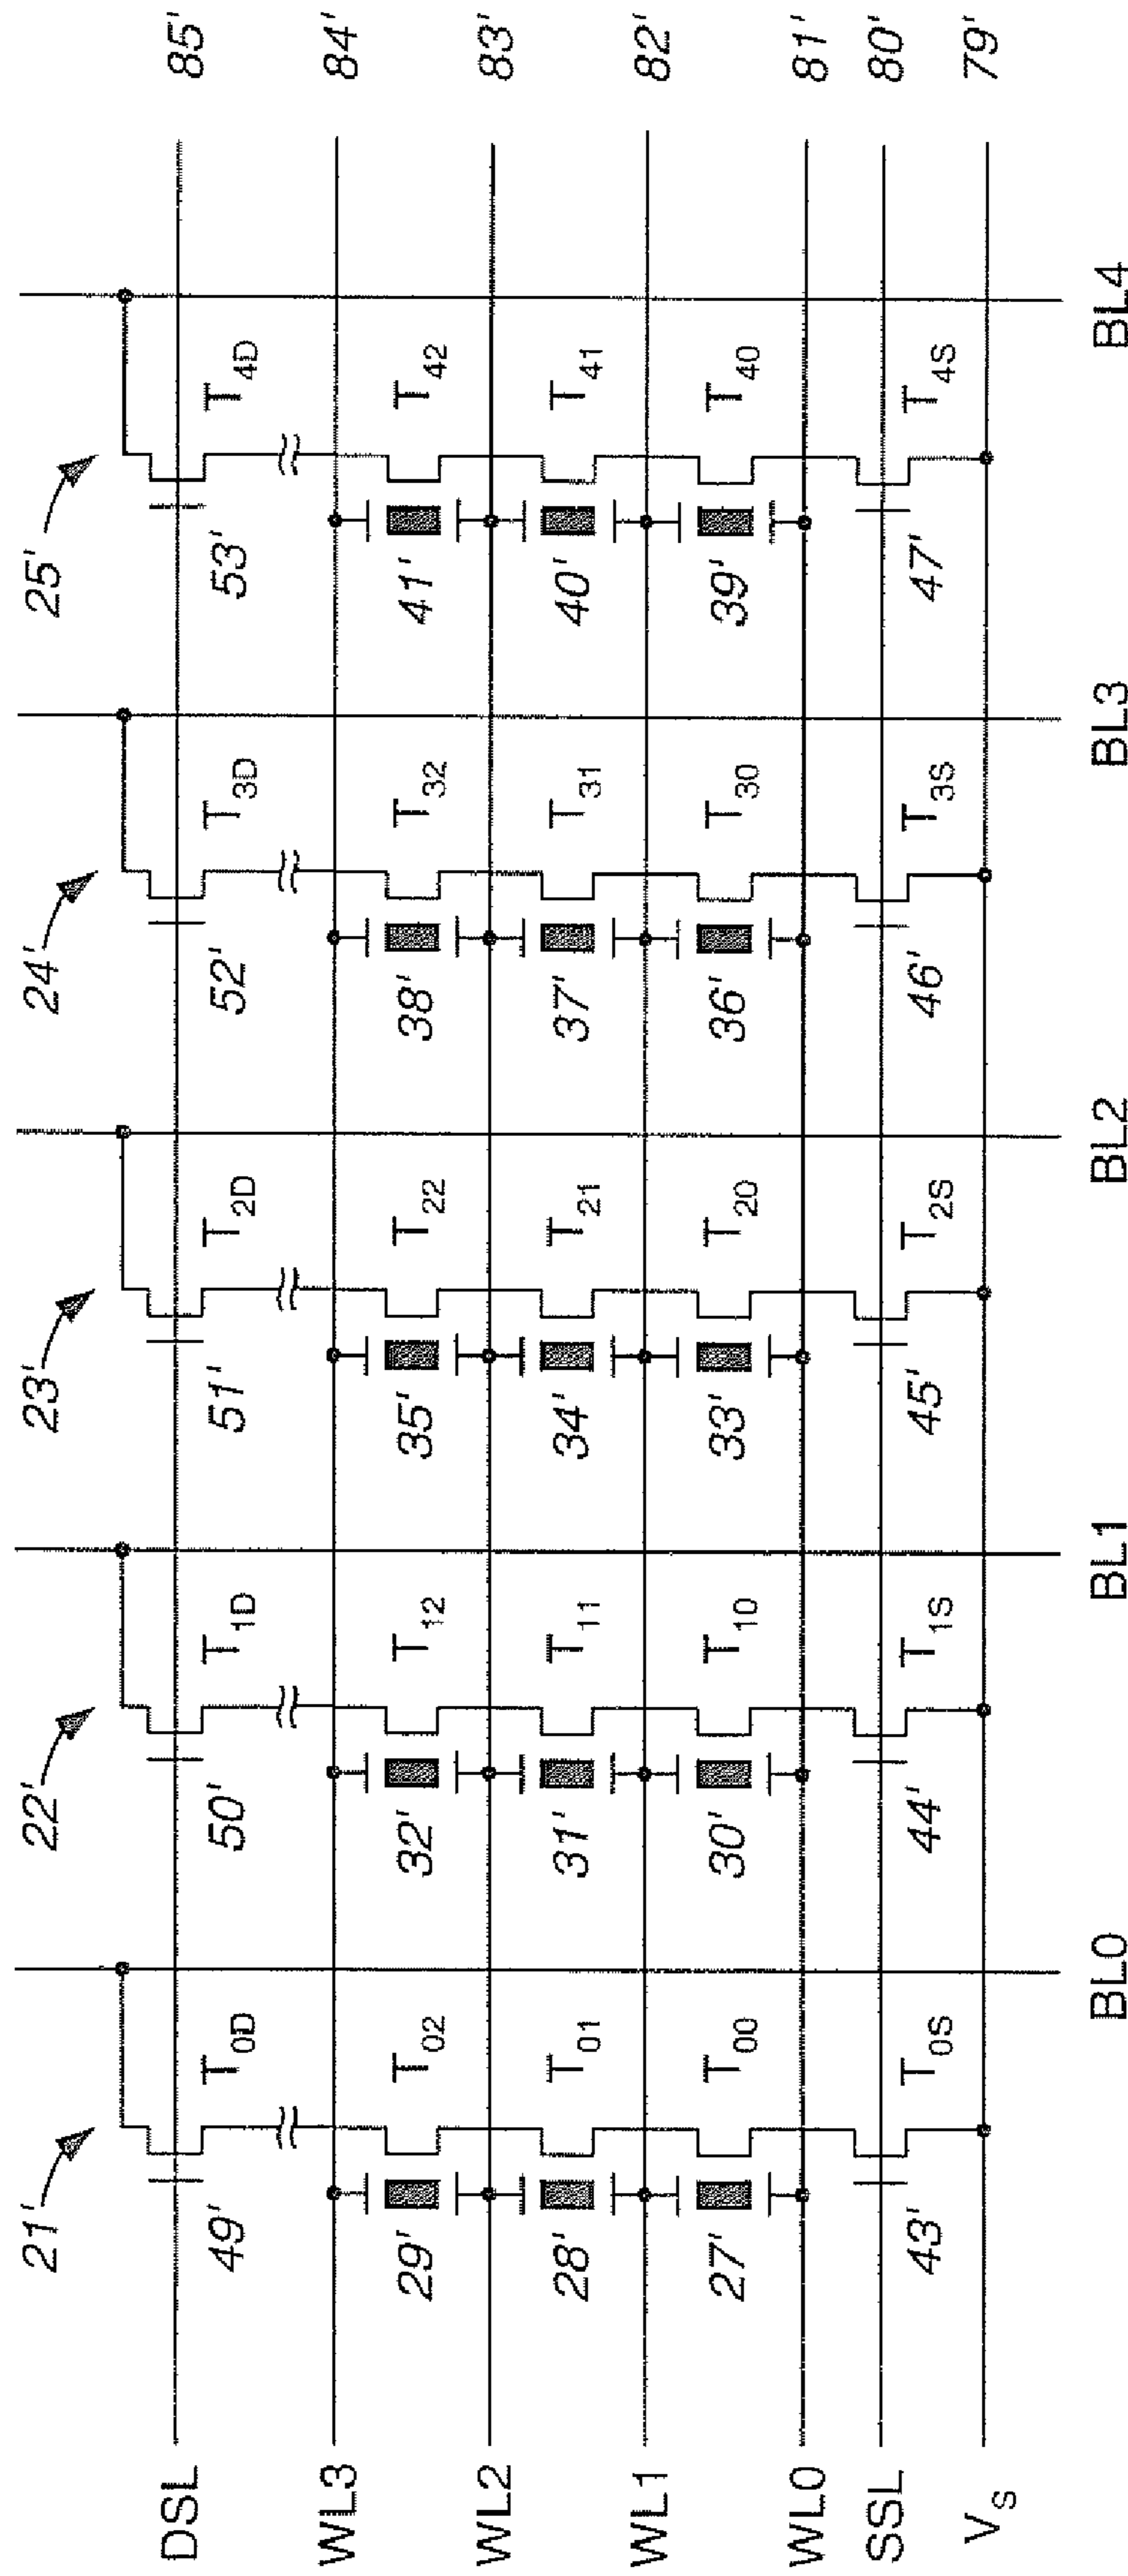 21' 22' 23' 24' 25'
DSL 85'
49' T0D 50' T1D 51' T2D 52' T3D 53' T4D
WL3 84'
29' T02 32' T12 35' T22 38' T32 41' T42
WL2 83'
28' T01 31' T11 34' T21 37' T31 40' T41
WL1 82'
27' T00 30' T10 33' T20 36' T30 39' T40
WL0 81'
SSL 80'
43' T0S 44' T1S 45' T2S 46' T3S 47' T4S
VS 79'
BL0 BL1 BL2 BL3 BL4